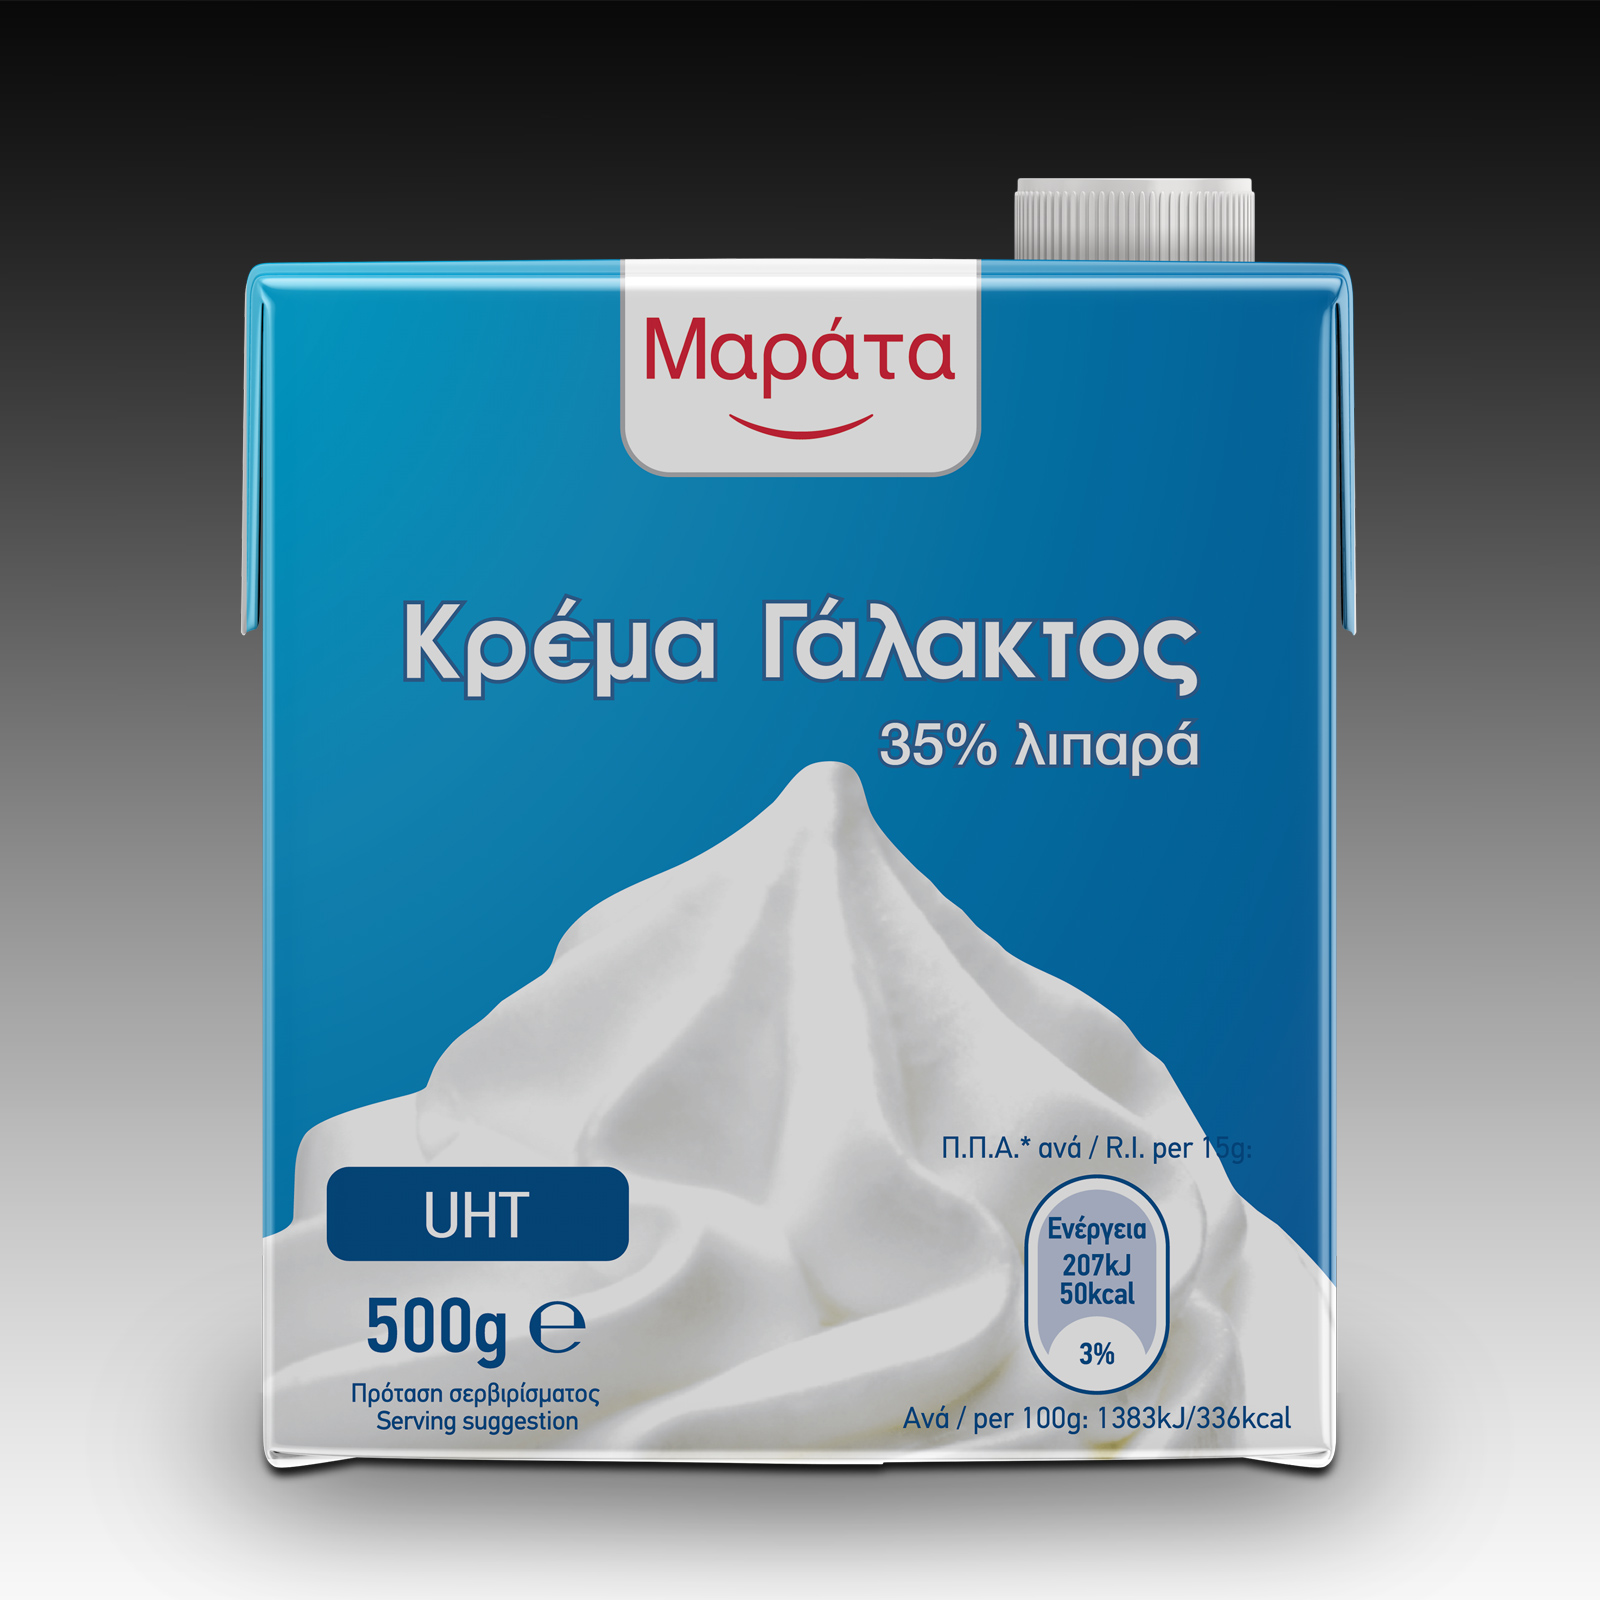 Μαράτα
Κρέμα Γάλακτος
35% λιπαρά
Π.Π.Α.* ανά / R.I. per 15g:
UHT
Ενέργεια
207kJ
50kcal
3%
500g ℮
Πρόταση σερβιρίσματος
Serving suggestion
Ανά / per 100g: 1383kJ/336kcal